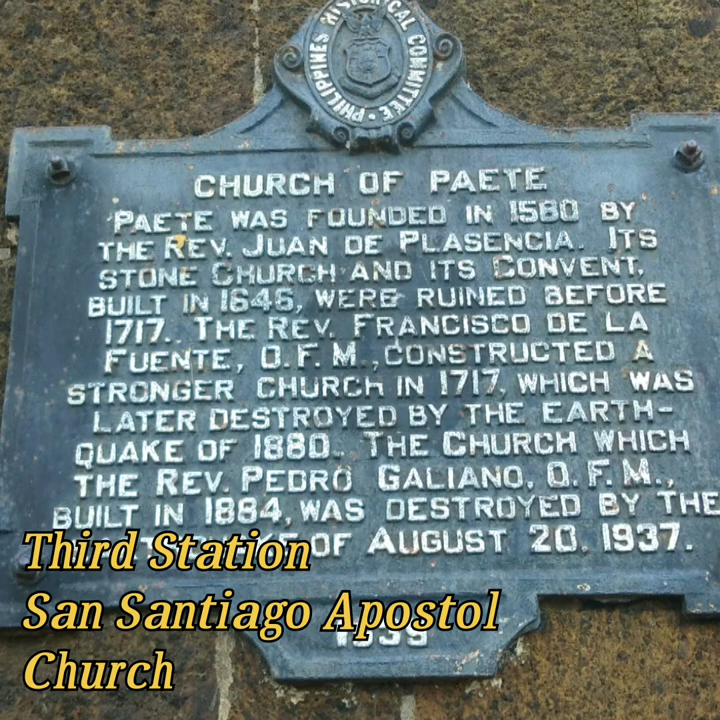 PHILIPPINES HISTORICAL COMMITTEE
CHURCH OF PAETE
PAETE WAS FOUNDED IN 1580 BY
THE REV. JUAN DE PLASENCIA. ITS
STONE CHURCH AND ITS CONVENT,
BUILT IN 1646, WERE RUINED BEFORE
1717. THE REV. FRANCISCO DE LA
FUENTE, O.F.M., CONSTRUCTED A
STRONGER CHURCH IN 1717, WHICH WAS
LATER DESTROYED BY THE EARTH-
QUAKE OF 1880. THE CHURCH WHICH
THE REV. PEDRO GALIANO, O.F.M.,
BUILT IN 1884, WAS DESTROYED BY THE
OF AUGUST 20, 1937.
1939
Third Station
San Santiago Apostol
Church